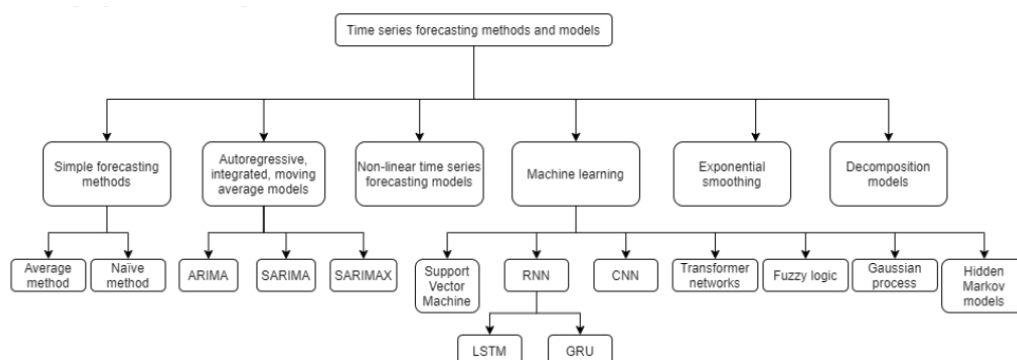 Time series forecasting methods and models
Simple forecasting
methods
Autoregressive,
integrated, moving
average models
Non-linear time series
forecasting models
Machine learning
Exponential
smoothing
Decomposition
models
Average
method
Naïve
method
ARIMA
SARIMA
SARIMAX
Support
Vector
Machine
RNN
CNN
Transformer
networks
Fuzzy logic
Gaussian
process
Hidden
Markov
models
LSTM
GRU